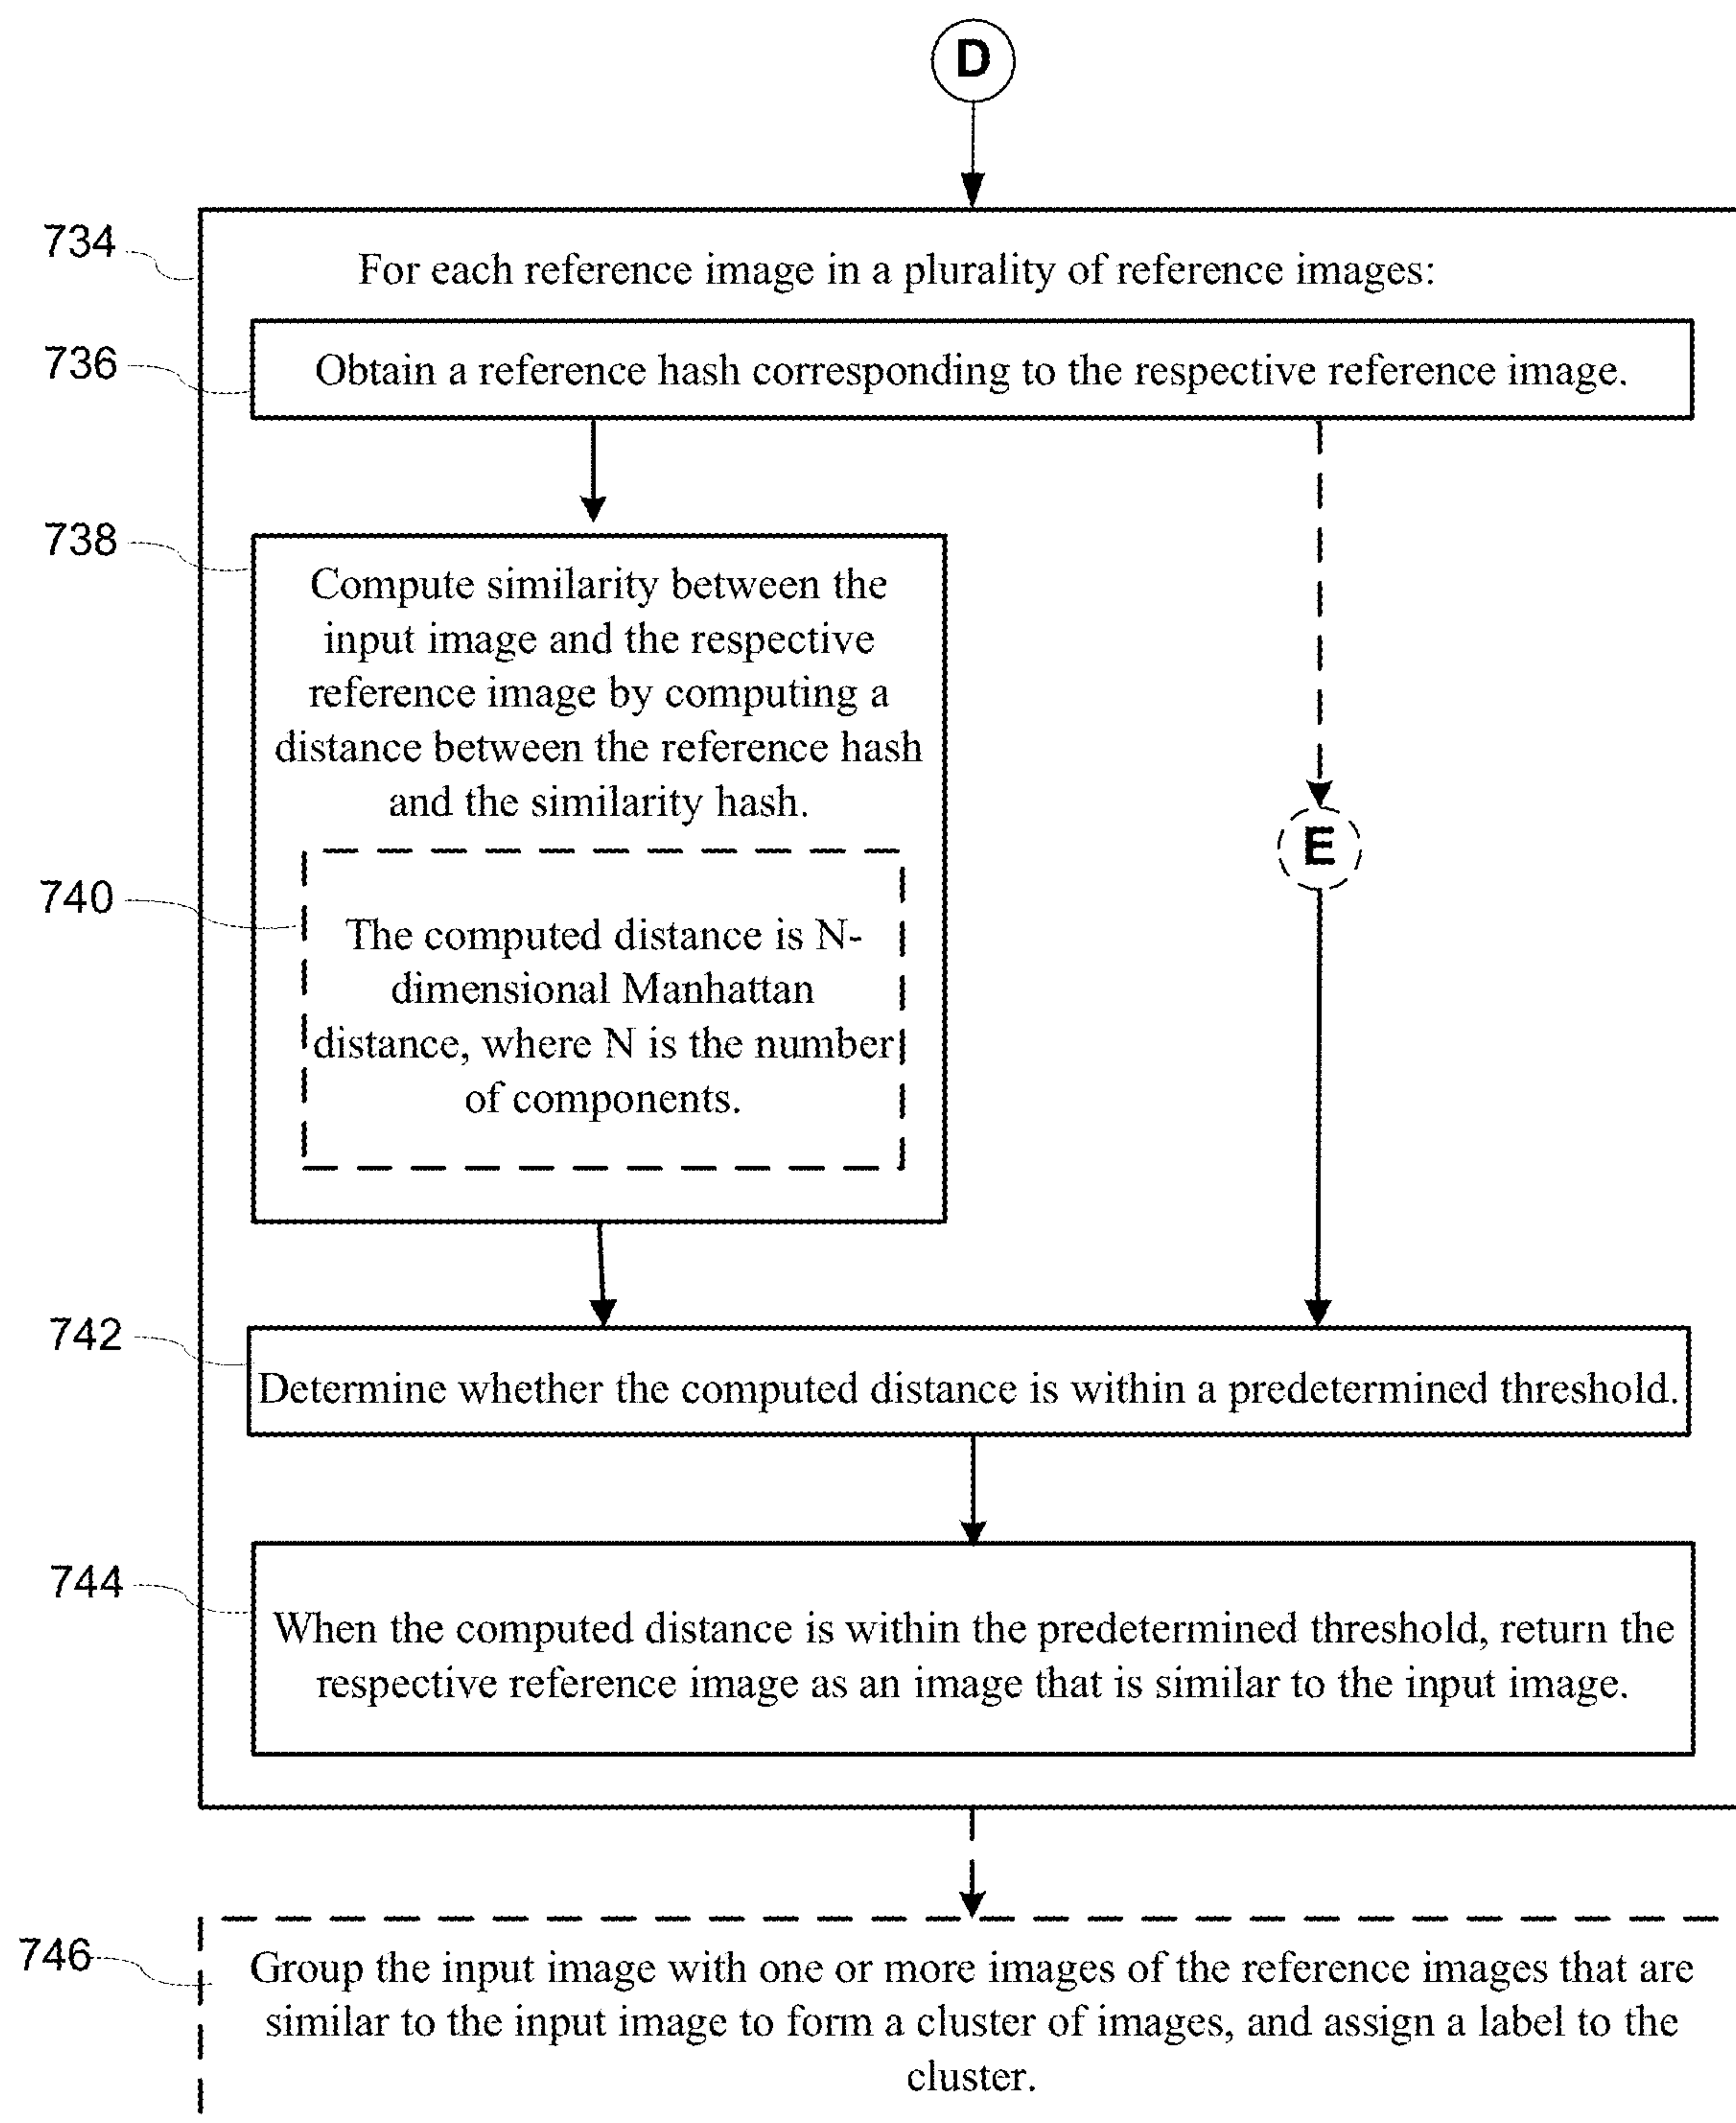 D
734
For each reference image in a plurality of reference images:
736
Obtain a reference hash corresponding to the respective reference image.
738
Compute similarity between the
input image and the respective
reference image by computing a
distance between the reference hash
and the similarity hash.
E
740
The computed distance is N-
dimensional Manhattan
distance, where N is the number
of components.
742
Determine whether the computed distance is within a predetermined threshold.
744
When the computed distance is within the predetermined threshold, return the
respective reference image as an image that is similar to the input image.
746
Group the input image with one or more images of the reference images that are
similar to the input image to form a cluster of images, and assign a label to the
cluster.